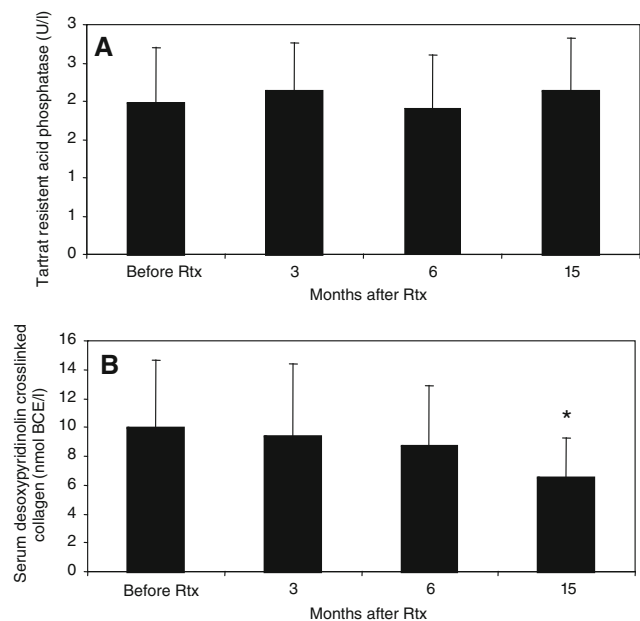 A
Tartrat resistent acid phosphatase (U/l)
3
3
2
2
1
1
0
Before Rtx 3 6 15
Months after Rtx
B
Serum desoxypyridinolin crosslinked
collagen (nmol BCE/l)
16
14
12
10
8
6
4
2
0
*
Before Rtx 3 6 15
Months after Rtx